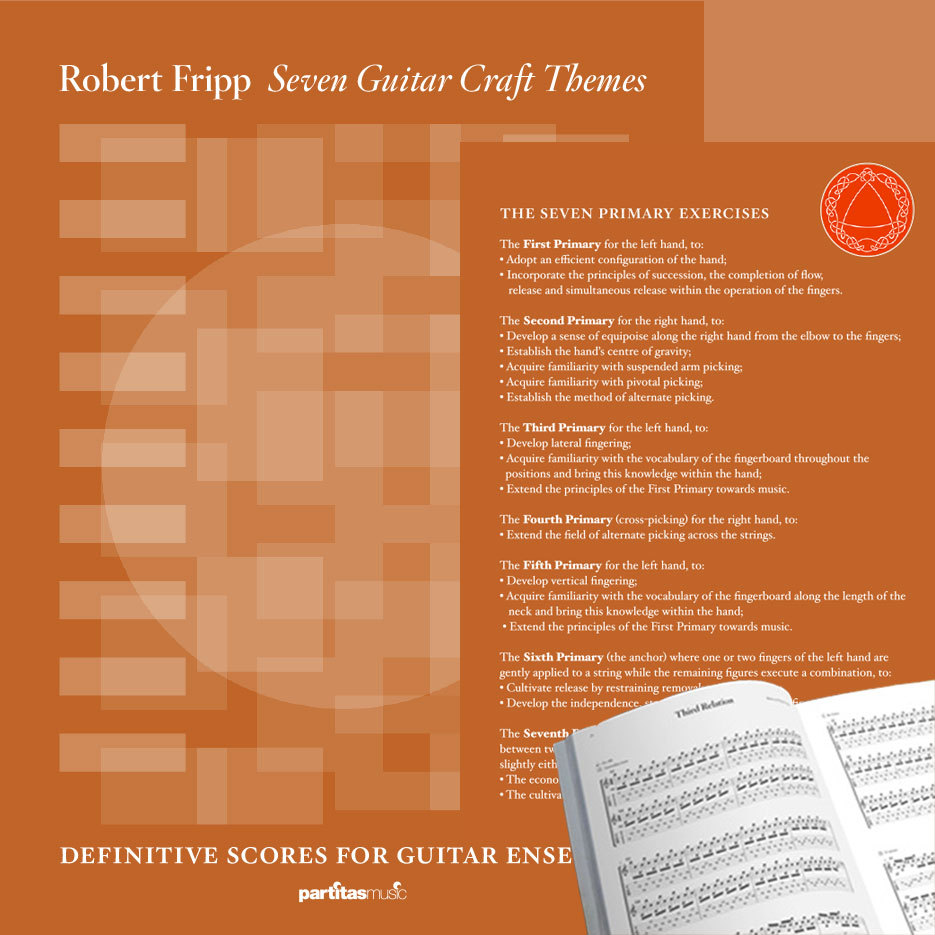 Robert Fripp Seven Guitar Craft Themes
THE SEVEN PRIMARY EXERCISES
The First Primary for the left hand, to:
• Adopt an efficient configuration of the hand;
• Incorporate the principles of succession, the completion of flow,
release and simultaneous release within the operation of the fingers.
The Second Primary for the right hand, to:
• Develop a sense of equipoise along the right hand from the elbow to the fingers;
• Establish the hand's centre of gravity;
• Acquire familiarity with suspended arm picking;
• Acquire familiarity with pivotal picking;
• Establish the method of alternate picking.
The Third Primary for the left hand, to:
• Develop lateral fingering;
• Acquire familiarity with the vocabulary of the fingerboard throughout the
positions and bring this knowledge within the hand;
• Extend the principles of the First Primary towards music.
The Fourth Primary (cross-picking) for the right hand, to:
• Extend the field of alternate picking across the strings.
The Fifth Primary for the left hand, to:
• Develop vertical fingering;
• Acquire familiarity with the vocabulary of the fingerboard along the length of the
neck and bring this knowledge within the hand;
• Extend the principles of the First Primary towards music.
The Sixth Primary (the anchor) where one or two fingers of the left hand are
gently applied to a string while the remaining figures execute a combination, to:
• Cultivate release by restraining
• Develop the independence,
The Seventh
between
slightly
• The
• The
Third Relation
DEFINITIVE SCORES FOR GUITAR
partitasmusic